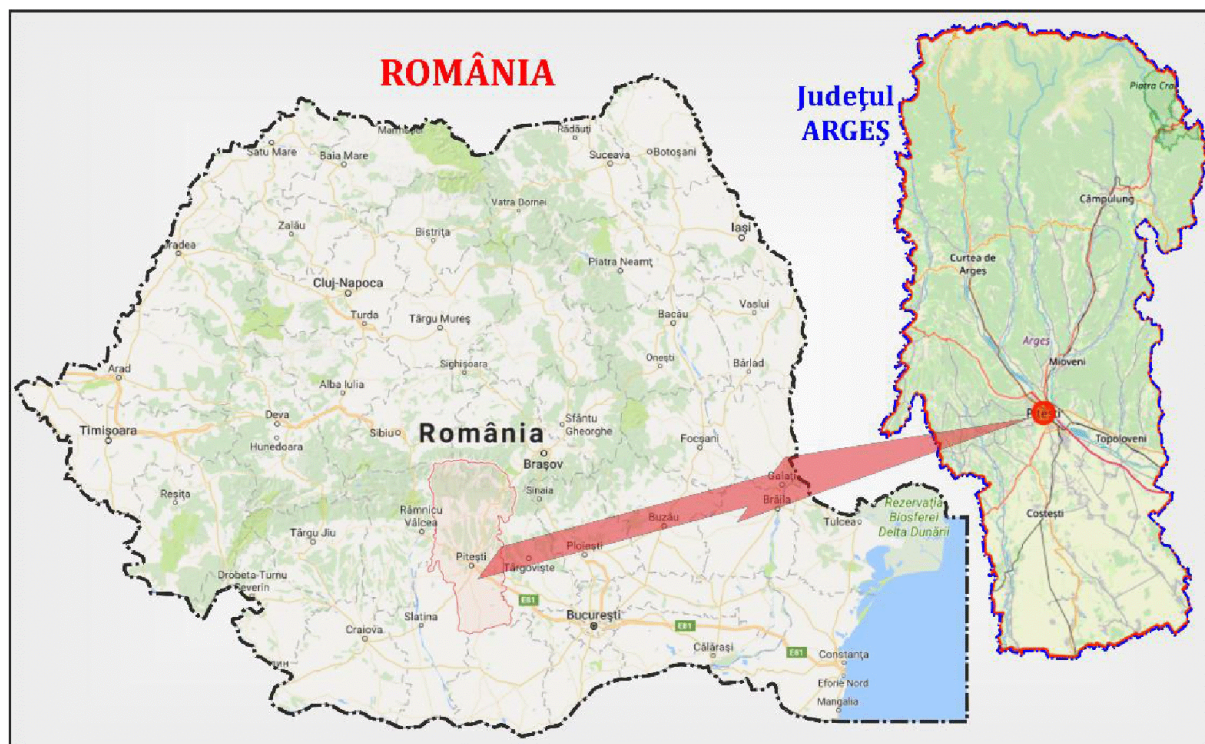 ROMÂNIA
Județul
ARGEȘ
Piatra Crai
Câmpulung
Curtea de
Argeș
Argeș
Mioveni
Pitești
Topoloveni
Costești
Satu Mare
Baia Mare
Rădăuți
Suceava
Botoșani
Vatra Dornei
Zalău
Bistrița
Iași
radea
Piatra Neamț
Cluj-Napoca
Turda
Târgu Mureș
Bacău
Vaslui
Sighișoara
Onești
Bârlad
Arad
Alba Iulia
Deva
Timișoara
Hunedoara
Sibiu
România
Sfântu
Gheorghe
Focșani
Brașov
Reșița
Sinaia
Galați
Brăila
Râmnicu
Vâlcea
Târgu Jiu
Buzău
Tulcea
Rezervația
Biosferei
Delta Dunării
Pitești
Ploiești
Târgoviște
Drobeta-Turnu
Severin
E81
București
Slatina
Craiova
E81
Călărași
E81
Constanța
Eforie Nord
Mangalia